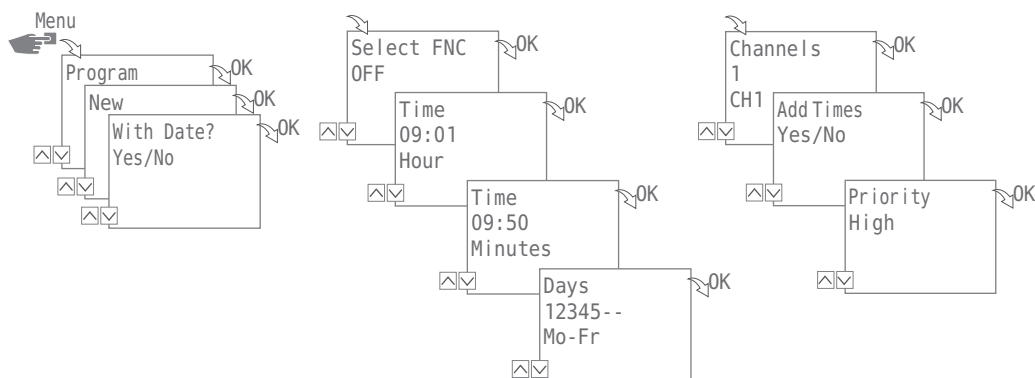 Menu
Program
OK
New
OK
With Date?
Yes/No
OK
Select FNC
OFF
OK
Time
09:01
Hour
OK
Time
09:50
Minutes
OK
Days
12345--
Mo-Fr
OK
Channels
1
CH1
OK
Add Times
Yes/No
OK
Priority
High
OK